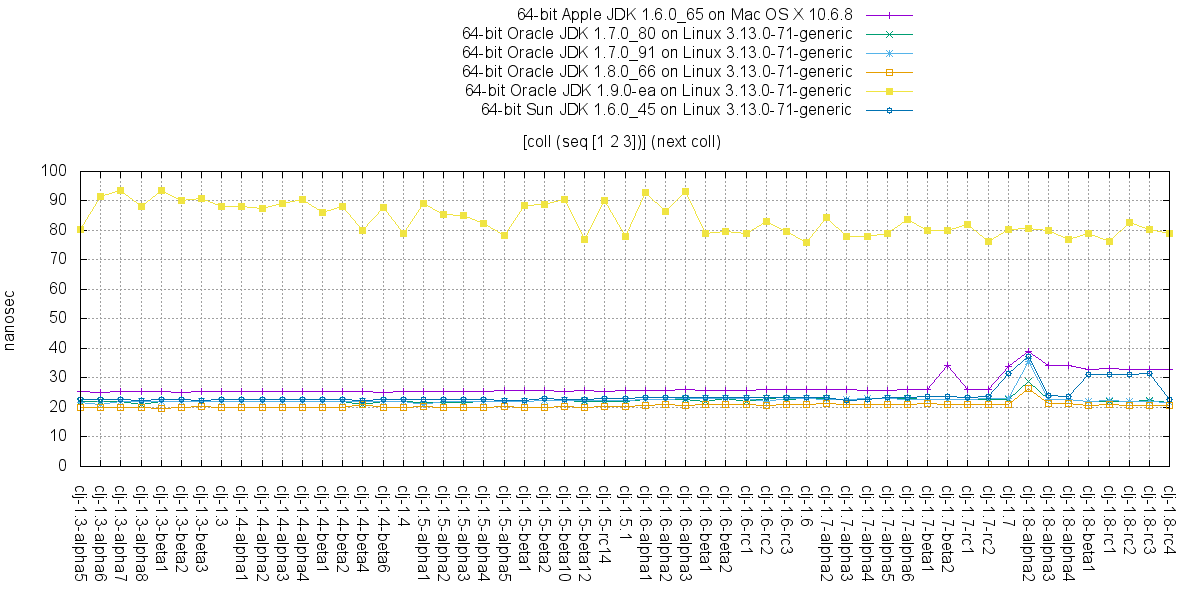 64-bit Apple JDK 1.6.0_65 on Mac OS X 10.6.8
64-bit Oracle JDK 1.7.0_80 on Linux 3.13.0-71-generic
64-bit Oracle JDK 1.7.0_91 on Linux 3.13.0-71-generic
64-bit Oracle JDK 1.8.0_66 on Linux 3.13.0-71-generic
64-bit Oracle JDK 1.9.0-ea on Linux 3.13.0-71-generic
64-bit Sun JDK 1.6.0_45 on Linux 3.13.0-71-generic
[coll (seq [1 2 3])] (next coll)
100
90
80
70
60
50
40
30
20
10
0
nanosec
clj-1.3-alpha5
clj-1.3-alpha6
clj-1.3-alpha7
clj-1.3-alpha8
clj-1.3-beta1
clj-1.3-beta2
clj-1.3-beta3
clj-1.3
clj-1.4-alpha1
clj-1.4-alpha2
clj-1.4-alpha3
clj-1.4-alpha4
clj-1.4-beta1
clj-1.4-beta2
clj-1.4-beta4
clj-1.4-beta6
clj-1.4
clj-1.5-alpha1
clj-1.5-alpha2
clj-1.5-alpha3
clj-1.5-alpha4
clj-1.5-alpha5
clj-1.5-beta1
clj-1.5-beta2
clj-1.5-beta10
clj-1.5-beta12
clj-1.5-rc14
clj-1.5.1
clj-1.6-alpha1
clj-1.6-alpha2
clj-1.6-alpha3
clj-1.6-beta1
clj-1.6-beta2
clj-1.6-rc1
clj-1.6-rc2
clj-1.6-rc3
clj-1.6
clj-1.7-alpha2
clj-1.7-alpha3
clj-1.7-alpha4
clj-1.7-alpha5
clj-1.7-alpha6
clj-1.7-beta1
clj-1.7-beta2
clj-1.7-rc1
clj-1.7-rc2
clj-1.7
clj-1.8-alpha2
clj-1.8-alpha3
clj-1.8-alpha4
clj-1.8-beta1
clj-1.8-rc1
clj-1.8-rc2
clj-1.8-rc3
clj-1.8-rc4